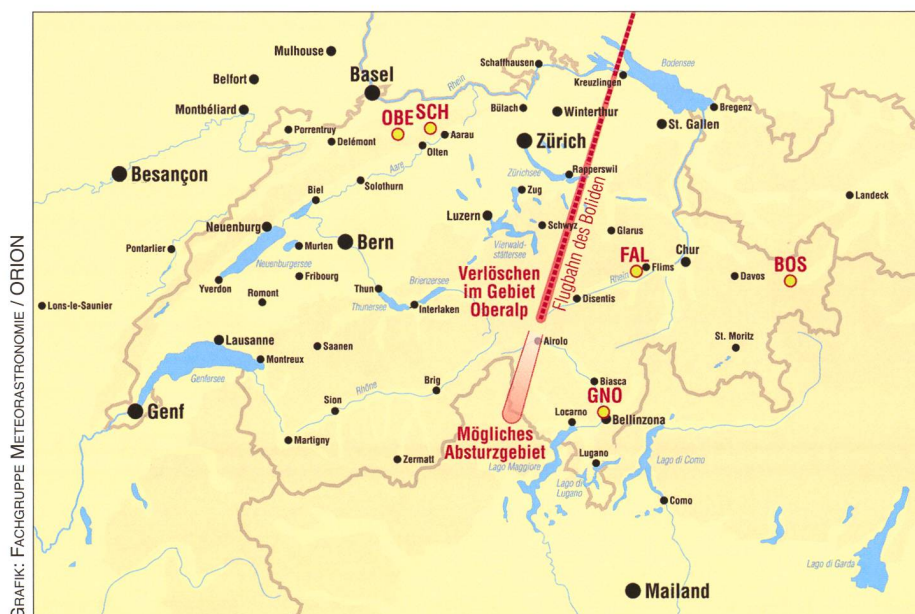 Mulhouse
Schaffhausen
Bodensee
Belfort
Basel
Rhein
Kreuzlingen
Montbéliard
OBE
SCH
Bülach
Winterthur
Bregenz
Porrentruy
Delémont
Aarau
Olten
Zürich
St. Gallen
Besançon
Aare
Solothurn
Zürichsee
Rapperswil
Biel
Zug
Landeck
Neuenburg
Luzern
Schwyz
Glarus
Pontarlier
Murten
Bern
Vierwald-
stättersee
Flugbahn des Boliden
FAL
Flims
Chur
BOS
Neuenburgersee
Fribourg
Brienzersee
Verlöschen
im Gebiet
Oberalp
Rhein
Davos
Yverdon
Romont
Thun
Thunersee
Interlaken
Disentis
Lons-le-Saunier
Lausanne
Saanen
Airolo
St. Moritz
Montreux
Genfersee
Rhône
Brig
Biasca
GNO
Genf
Sion
Locarno
Bellinzona
Martigny
Mögliches
Absturzgebiet
Zermatt
Lago Maggiore
Lugano
Lago di Como
Lago di
Lugano
Como
Lago di Garda
Mailand
GRAFIK: FACHGRUPPE METEORASTRONOMIE / ORION